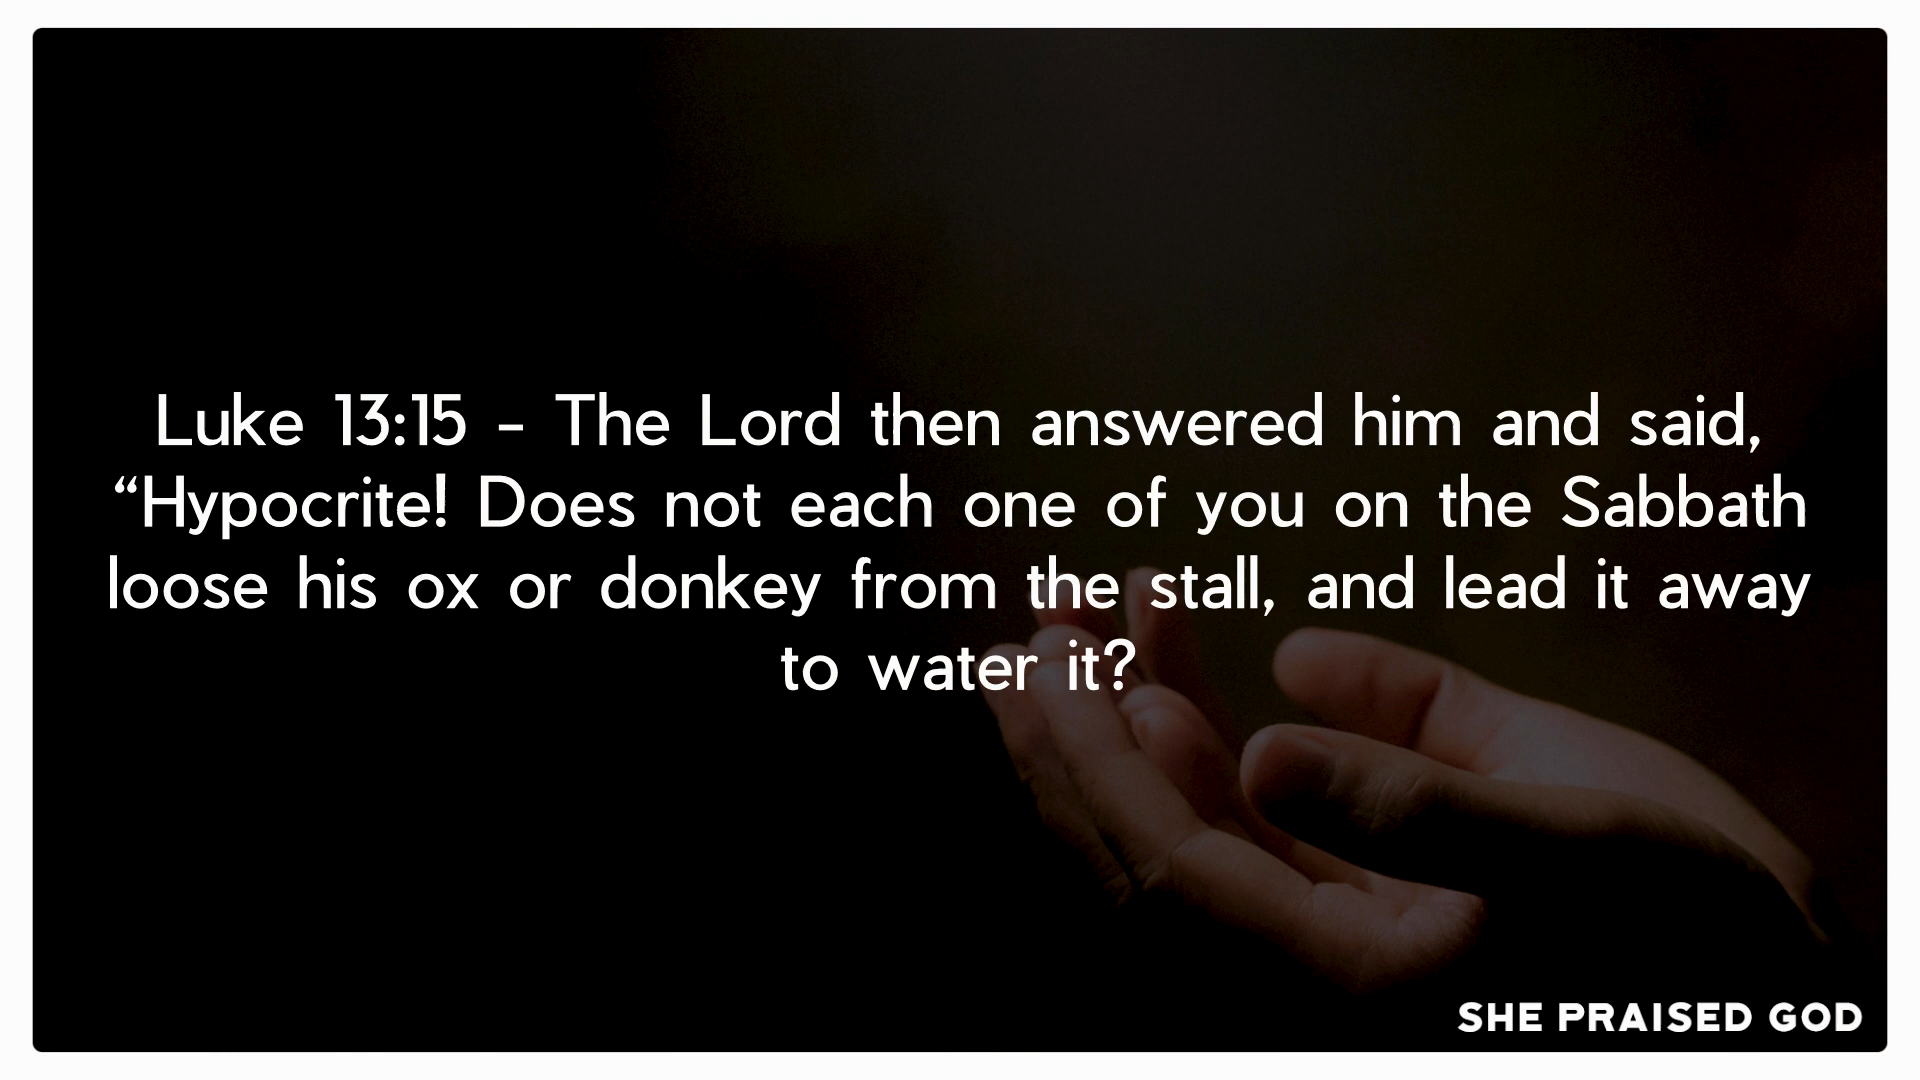 Luke 13:15 - The Lord then answered him and said,
“Hypocrite! Does not each one of you on the Sabbath
loose his ox or donkey from the stall, and lead it away
to water it?
SHE PRAISED GOD